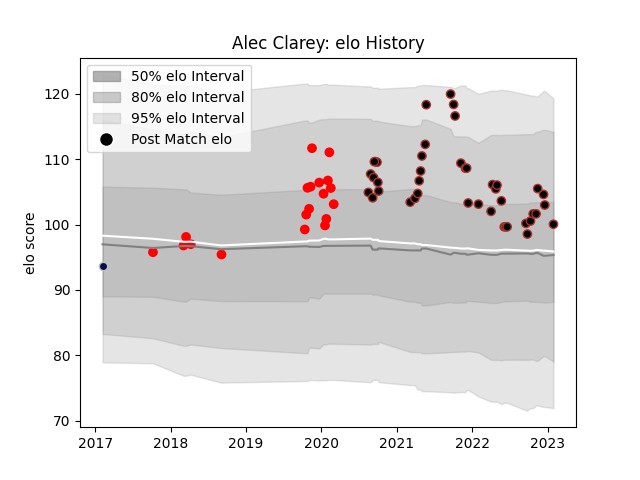 Alec Clarey: elo History
50% elo Interval
80% elo Interval
95% elo Interval
Post Match elo
elo score
120
110
100
90
80
70
2017 2018 2019 2020 2021 2022 2023